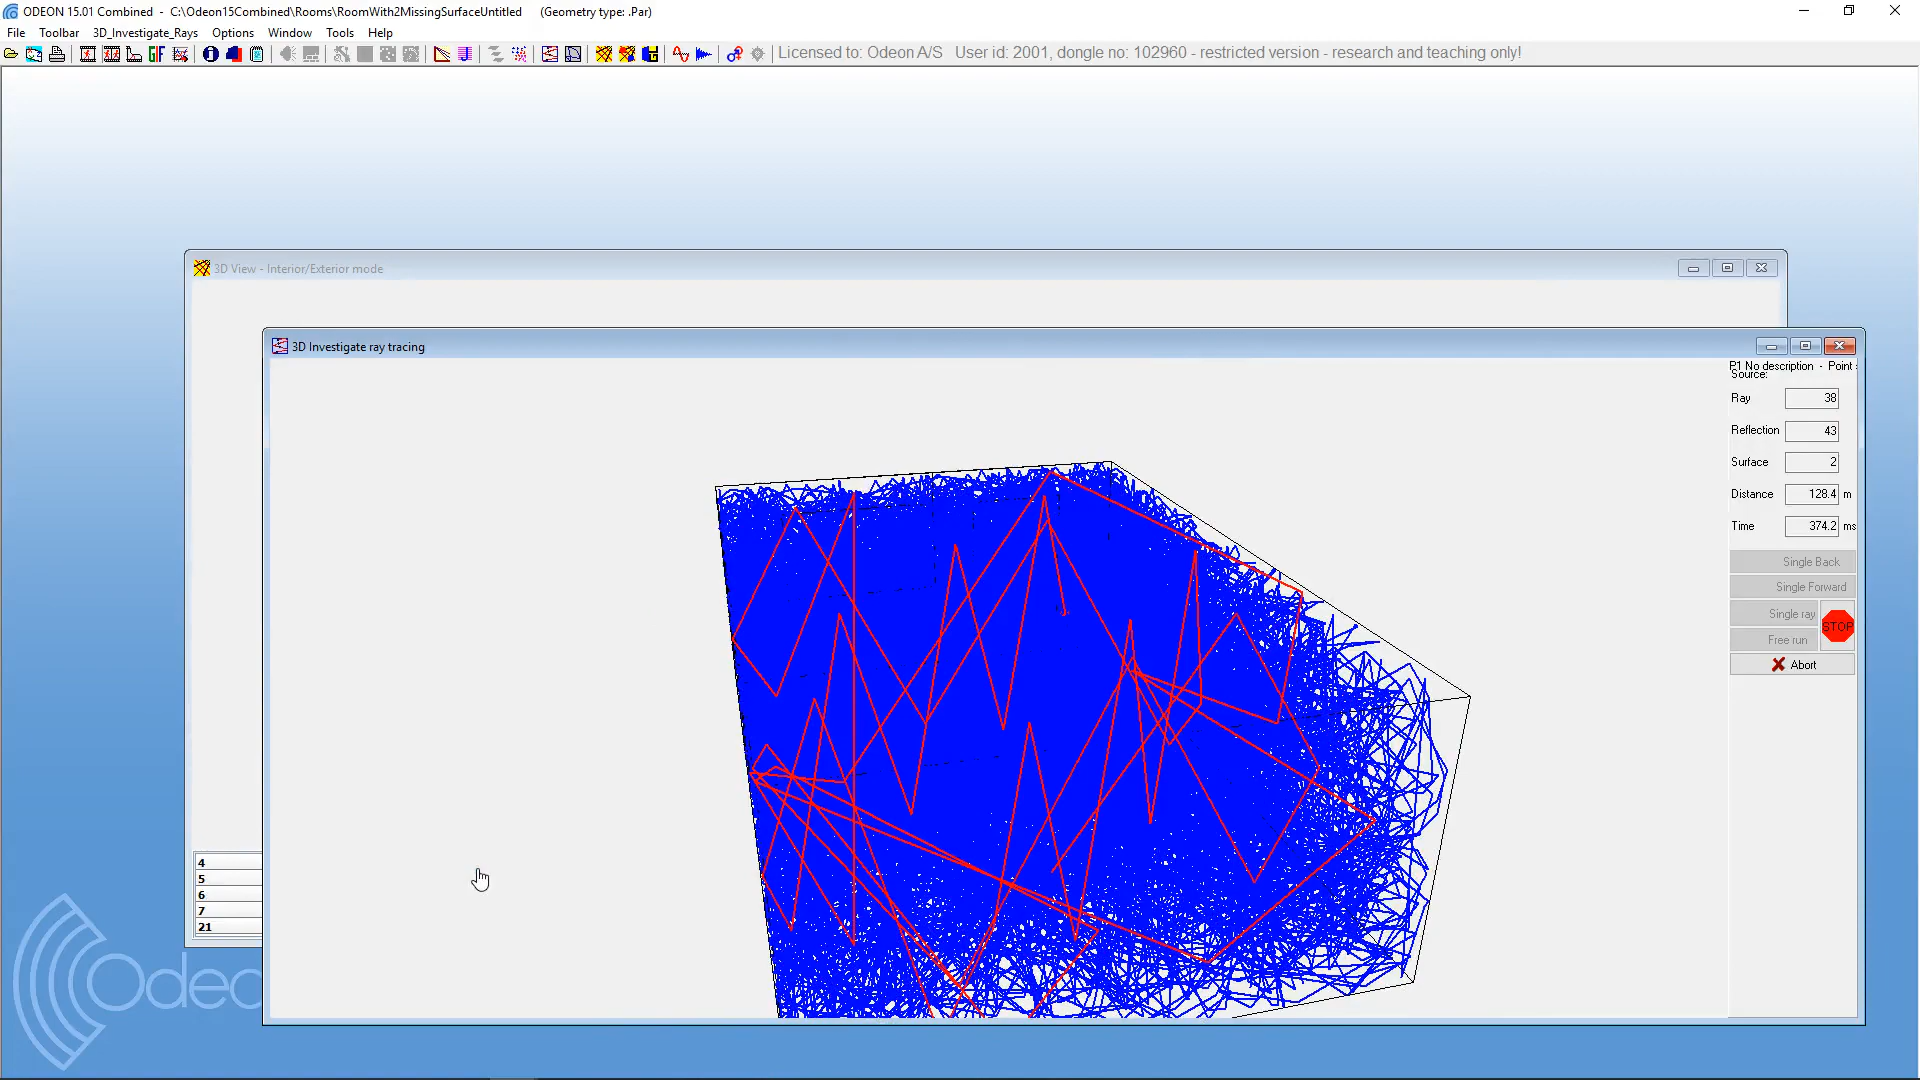 ODEON 15.01 Combined - C:\Odeon15Combined\Rooms\RoomWith2MissingSurfaceUntitled (Geometry type: .Par)
File Toolbar 3D_Investigate_Rays Options Window Tools Help
GF Licensed to: Odeon A/S User id: 2001, dongle no: 102960 - restricted version - research and teaching only!
3D View - Interior/Exterior mode
3D Investigate ray tracing
P1 No description - Point
Source:
Ray 38
Reflection 43
Surface 2
Distance 128.4 m
Time 374.2 ms
Single Back
Single Forward
Single ray
STOP
Free run
Abort
4
5
6
7
21
Odeo